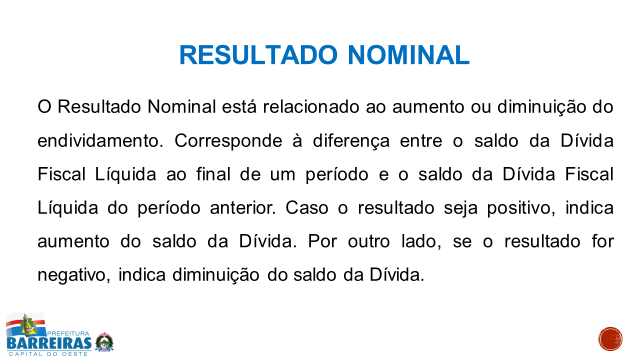 RESULTADO NOMINAL
O Resultado Nominal está relacionado ao aumento ou diminuição do
endividamento. Corresponde à diferença entre o saldo da Dívida
Fiscal Líquida ao final de um período e o saldo da Dívida Fiscal
Líquida do período anterior. Caso o resultado seja positivo, indica
aumento do saldo da Dívida. Por outro lado, se o resultado for
negativo, indica diminuição do saldo da Dívida.
PREFEITURA
BARREIRAS
CAPITAL DO OESTE